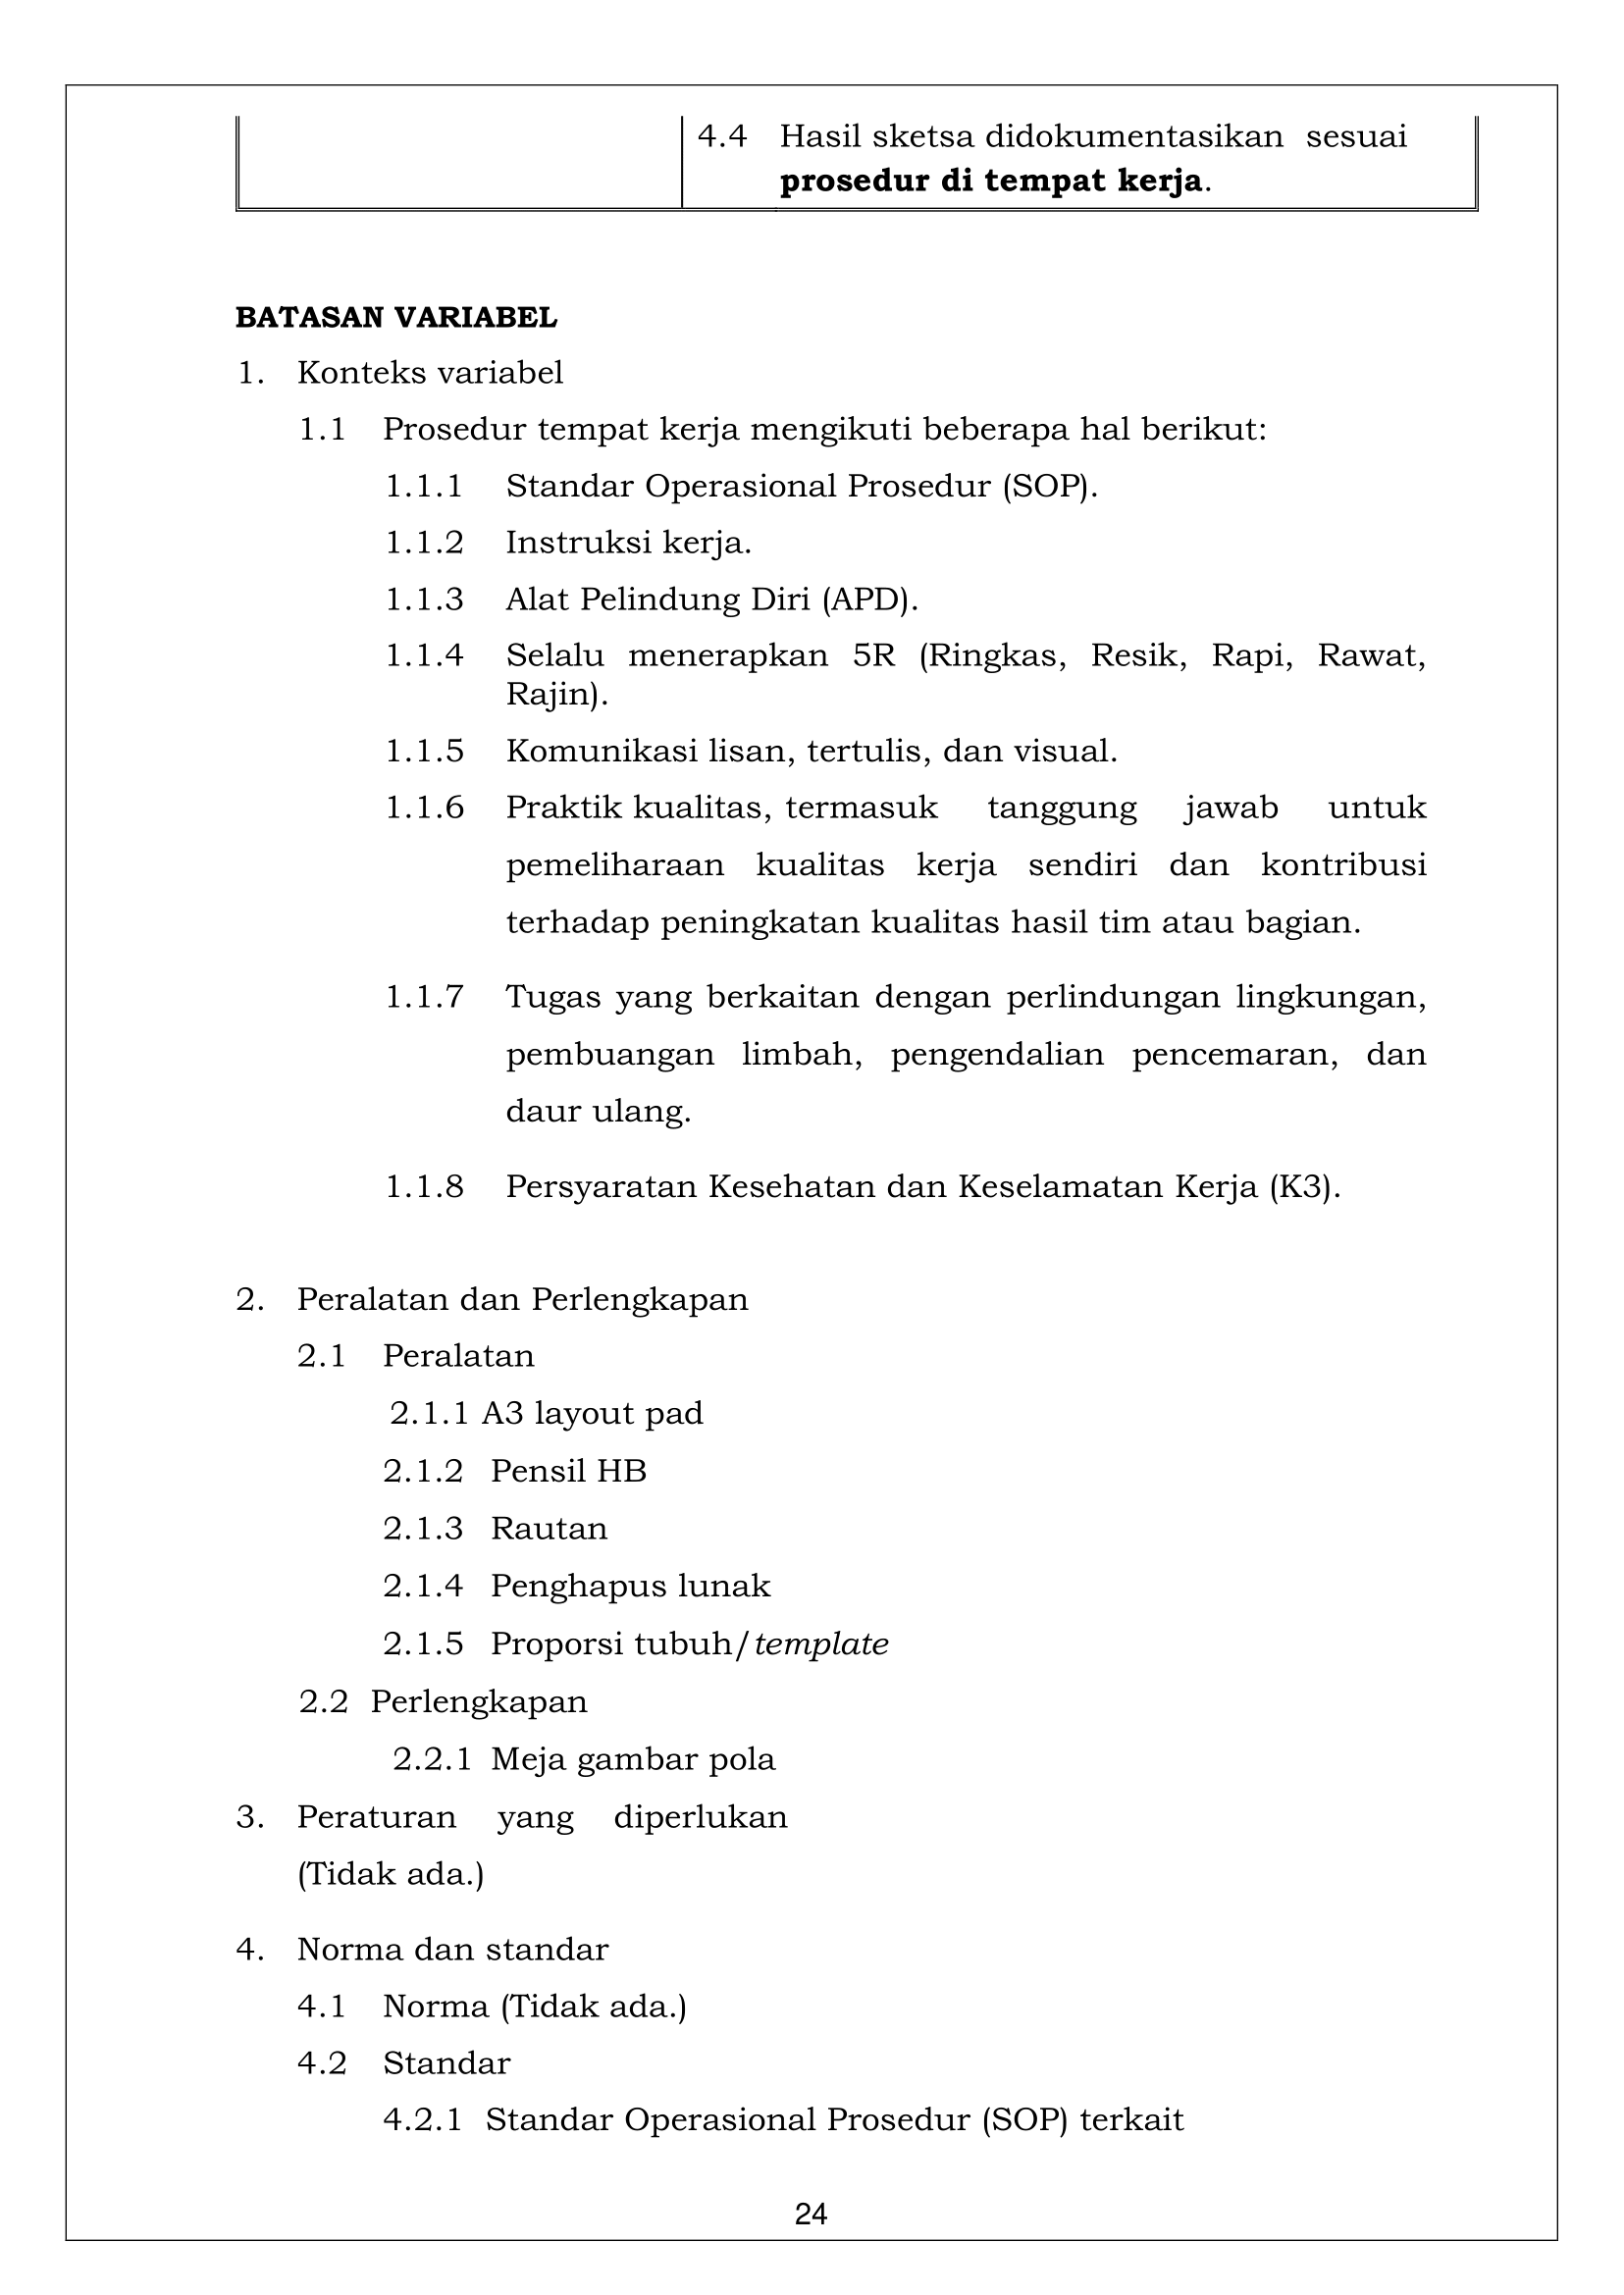 4.4 Hasil sketsa didokumentasikan sesuai
prosedur di tempat kerja.
BATASAN VARIABEL
1. Konteks variabel
1.1 Prosedur tempat kerja mengikuti beberapa hal berikut:
1.1.1 Standar Operasional Prosedur (SOP).
1.1.2 Instruksi kerja.
1.1.3 Alat Pelindung Diri (APD).
1.1.4 Selalu menerapkan 5R (Ringkas, Resik, Rapi, Rawat,
Rajin).
1.1.5 Komunikasi lisan, tertulis, dan visual.
1.1.6 Praktik kualitas, termasuk tanggung jawab untuk
pemeliharaan kualitas kerja sendiri dan kontribusi
terhadap peningkatan kualitas hasil tim atau bagian.
1.1.7 Tugas yang berkaitan dengan perlindungan lingkungan,
pembuangan limbah, pengendalian pencemaran, dan
daur ulang.
1.1.8 Persyaratan Kesehatan dan Keselamatan Kerja (K3).
2. Peralatan dan Perlengkapan
2.1 Peralatan
2.1.1 A3 layout pad
2.1.2 Pensil HB
2.1.3 Rautan
2.1.4 Penghapus lunak
2.1.5 Proporsi tubuh/template
2.2 Perlengkapan
2.2.1 Meja gambar pola
3. Peraturan yang diperlukan
(Tidak ada.)
4. Norma dan standar
4.1 Norma (Tidak ada.)
4.2 Standar
4.2.1 Standar Operasional Prosedur (SOP) terkait
24